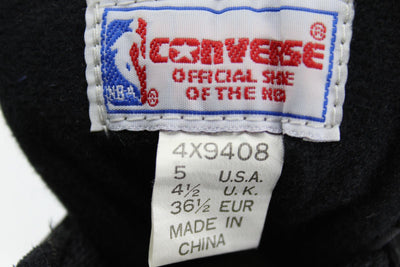 CONVERSE®
OFFICIAL SHOE
OF THE NBA
NBA ®
4X9408
5 U.S.A.
4½ U.K.
36½ EUR
MADE IN
CHINA